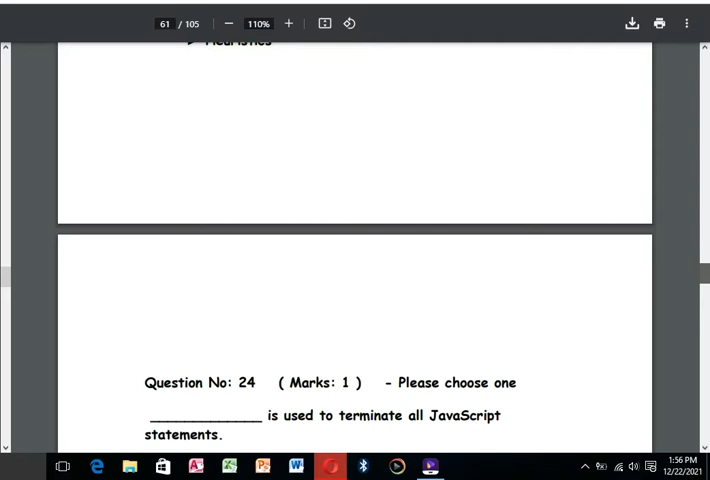 61 / 105
110%
Heuristics
Question No: 24 ( Marks: 1 ) - Please choose one
_____________ is used to terminate all JavaScript
statements.
1:56 PM
12/22/2021